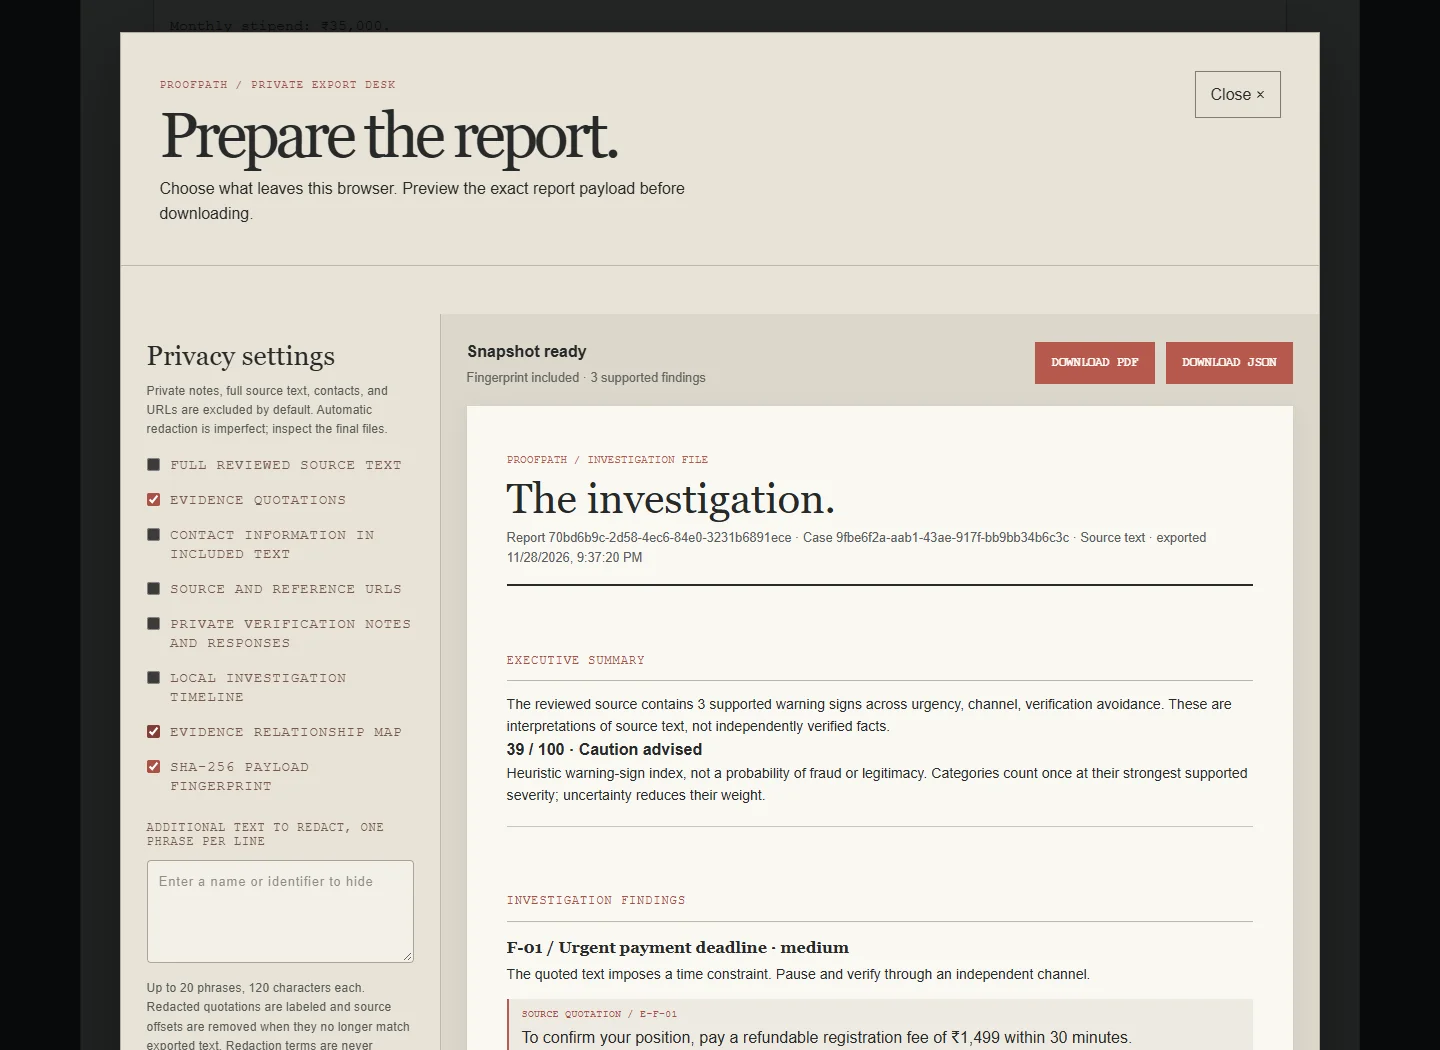 Monthly stipend: ₹35,000.
PROOFPATH / PRIVATE EXPORT DESK
Close ×
Prepare the report.
Choose what leaves this browser. Preview the exact report payload before
downloading.
Privacy settings
Private notes, full source text, contacts, and
URLs are excluded by default. Automatic
redaction is imperfect; inspect the final files.
FULL REVIEWED SOURCE TEXT
EVIDENCE QUOTATIONS
CONTACT INFORMATION IN
INCLUDED TEXT
SOURCE AND REFERENCE URLS
PRIVATE VERIFICATION NOTES
AND RESPONSES
LOCAL INVESTIGATION
TIMELINE
EVIDENCE RELATIONSHIP MAP
SHA-256 PAYLOAD
FINGERPRINT
ADDITIONAL TEXT TO REDACT, ONE
PHRASE PER LINE
Enter a name or identifier to hide
Up to 20 phrases, 120 characters each.
Redacted quotations are labeled and source
offsets are removed when they no longer match
exported text. Redaction terms are never
Snapshot ready
Fingerprint included · 3 supported findings
DOWNLOAD PDF
DOWNLOAD JSON
PROOFPATH / INVESTIGATION FILE
The investigation.
Report 70bd6b9c-2d58-4ec6-84e0-3231b6891ece · Case 9fbe6f2a-aab1-43ae-917f-bb9bb34b6c3c · Source text · exported
11/28/2026, 9:37:20 PM
EXECUTIVE SUMMARY
The reviewed source contains 3 supported warning signs across urgency, channel, verification avoidance. These are
interpretations of source text, not independently verified facts.
39 / 100 · Caution advised
Heuristic warning-sign index, not a probability of fraud or legitimacy. Categories count once at their strongest supported
severity; uncertainty reduces their weight.
INVESTIGATION FINDINGS
F-01 / Urgent payment deadline · medium
The quoted text imposes a time constraint. Pause and verify through an independent channel.
SOURCE QUOTATION / E-F-01
To confirm your position, pay a refundable registration fee of ₹1,499 within 30 minutes.